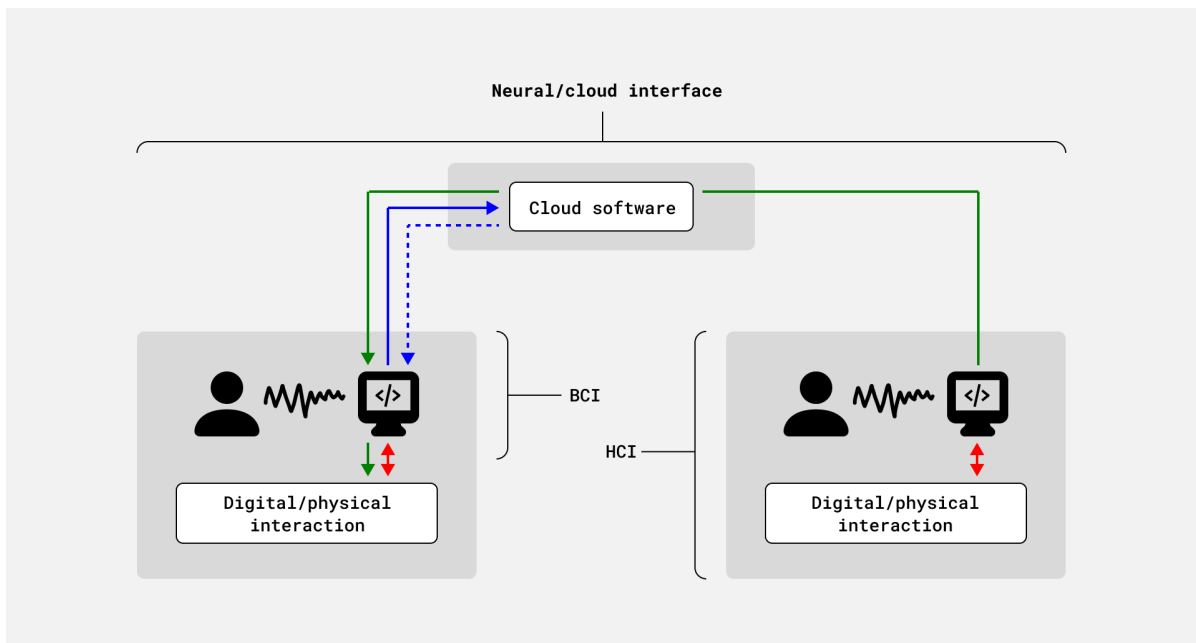 Neural/cloud interface
Cloud software
</>
</>
BCI
HCI
Digital/physical
interaction
Digital/physical
interaction